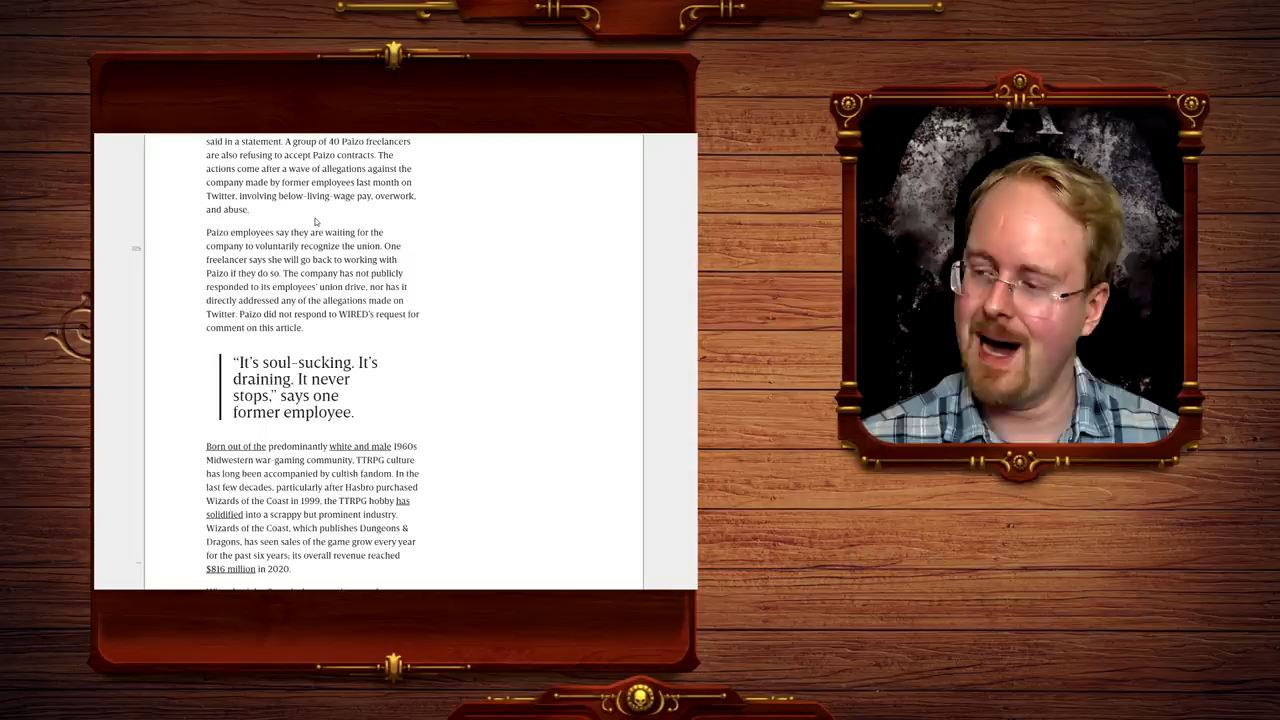 said in a statement. A group of 40 Paizo freelancers
are also refusing to accept Paizo contracts. The
actions come after a wave of allegations against the
company made by former employees last month on
Twitter, involving below-living-wage pay, overwork,
and abuse.
Paizo employees say they are waiting for the
company to voluntarily recognize the union. One
freelancer says she will go back to working with
Paizo if they do so. The company has not publicly
responded to its employees' union drive, nor has it
directly addressed any of the allegations made on
Twitter. Paizo did not respond to WIRED's request for
comment on this article.
“It's soul-sucking. It's
draining. It never
stops,” says one
former employee.
Born out of the predominantly white and male 1960s
Midwestern war-gaming community, TTRPG culture
has long been accompanied by cultish fandom. In the
last few decades, particularly after Hasbro purchased
Wizards of the Coast in 1999, the TTRPG hobby has
solidified into a scrappy but prominent industry.
Wizards of the Coast, which publishes Dungeons &
Dragons, has seen sales of the game grow every year
for the past six years; its overall revenue reached
$816 million in 2020.